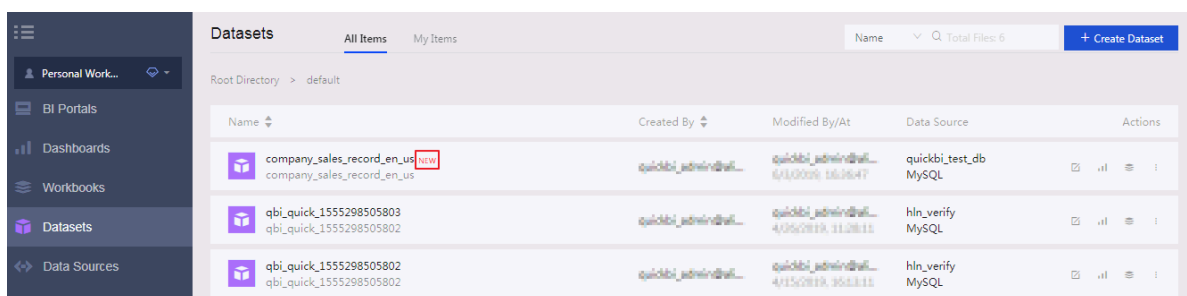 Datasets
All Items
My Items
Name
Total Files: 6
+ Create Dataset
Personal Work...
Root Directory > default
BI Portals
Dashboards
Workbooks
Datasets
Data Sources
Name
Created By
Modified By/At
Data Source
Actions
company_sales_record_en_us NEW
company_sales_record_en_us
quickbi_test_db
MySQL
qbi_quick_1555298505803
qbi_quick_1555298505802
hln_verify
MySQL
qbi_quick_1555298505802
qbi_quick_1555298505802
hln_verify
MySQL